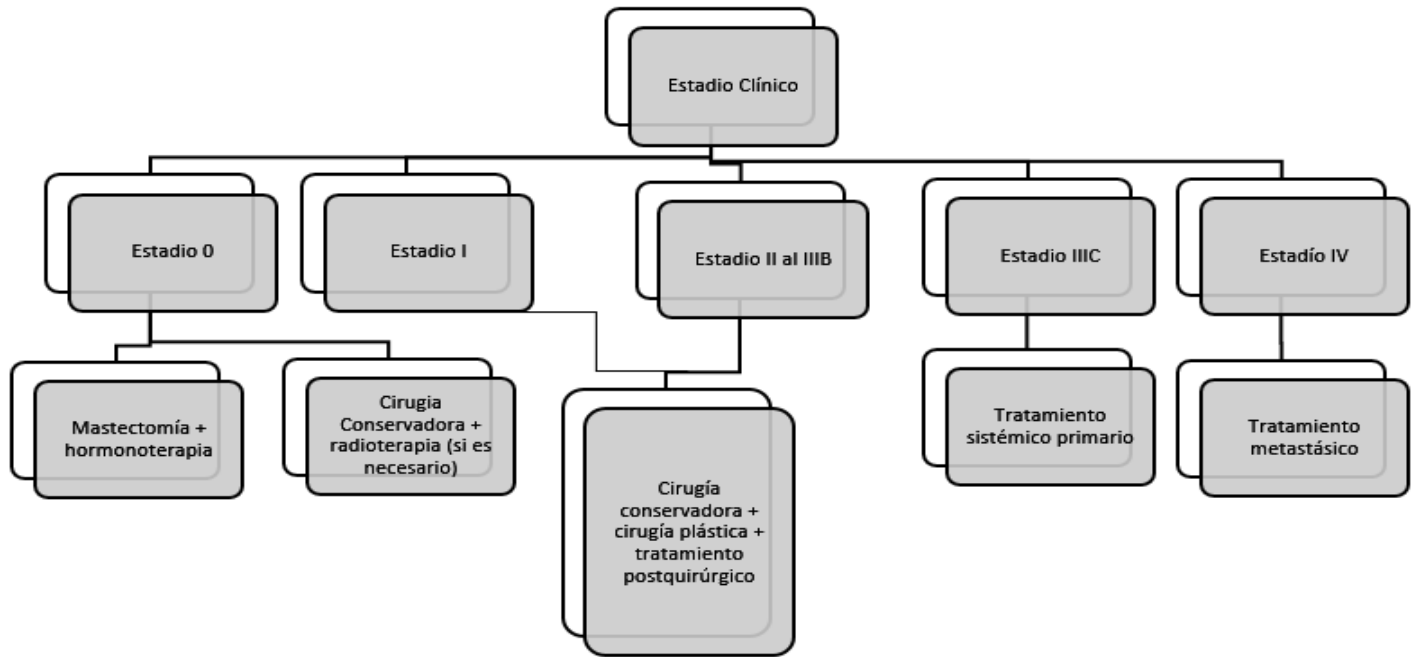 Estadio Clínico
Estadio 0
Estadio I
Estadio II al IIIB
Estadio IIIC
Estadío IV
Mastectomía +
hormonoterapia
Cirugia
Conservadora +
radioterapia (si es
necesario)
Cirugía
conservadora +
cirugía plástica +
tratamiento
postquirúrgico
Tratamiento
sistémico primario
Tratamiento
metastásico